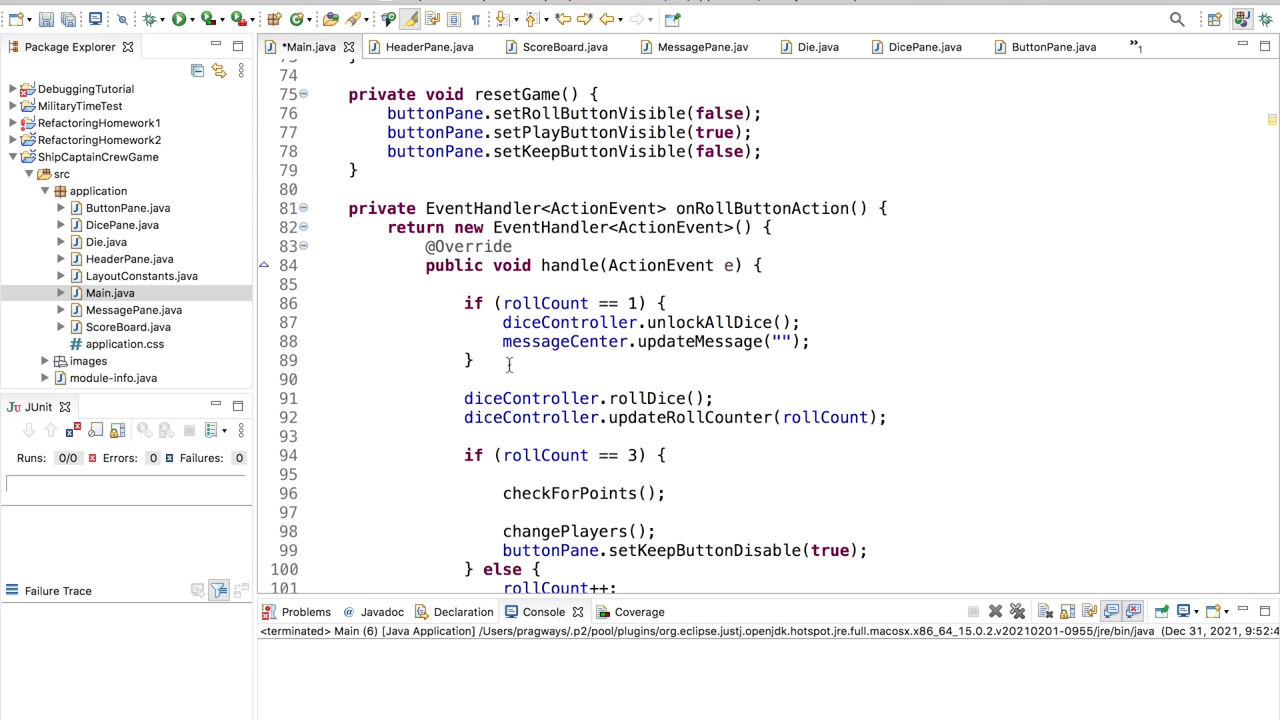 Package Explorer
*Main.java
HeaderPane.java
ScoreBoard.java
MessagePane.jav
Die.java
DicePane.java
ButtonPane.java
»1
DebuggingTutorial
MilitaryTimeTest
RefactoringHomework1
RefactoringHomework2
ShipCaptainCrewGame
src
application
ButtonPane.java
DicePane.java
Die.java
HeaderPane.java
LayoutConstants.java
Main.java
MessagePane.java
ScoreBoard.java
application.css
images
module-info.java
JUnit
Runs: 0/0 Errors: 0 Failures: 0
Failure Trace
74
75 private void resetGame() {
76 buttonPane.setRollButtonVisible(false);
77 buttonPane.setPlayButtonVisible(true);
78 buttonPane.setKeepButtonVisible(false);
79 }
80
81 private EventHandler<ActionEvent> onRollButtonAction() {
82 return new EventHandler<ActionEvent>() {
83 @Override
84 public void handle(ActionEvent e) {
85
86 if (rollCount == 1) {
87 diceController.unlockAllDice();
88 messageCenter.updateMessage("");
89 }
90
91 diceController.rollDice();
92 diceController.updateRollCounter(rollCount);
93
94 if (rollCount == 3) {
95
96 checkForPoints();
97
98 changePlayers();
99 buttonPane.setKeepButtonDisable(true);
100 } else {
101 rollCount++;
Problems
Javadoc
Declaration
Console
Coverage
<terminated> Main (6) [Java Application] /Users/pragways/.p2/pool/plugins/org.eclipse.justj.openjdk.hotspot.jre.full.macosx.x86_64_15.0.2.v20210201-0955/jre/bin/java (Dec 31, 2021, 9:52:4